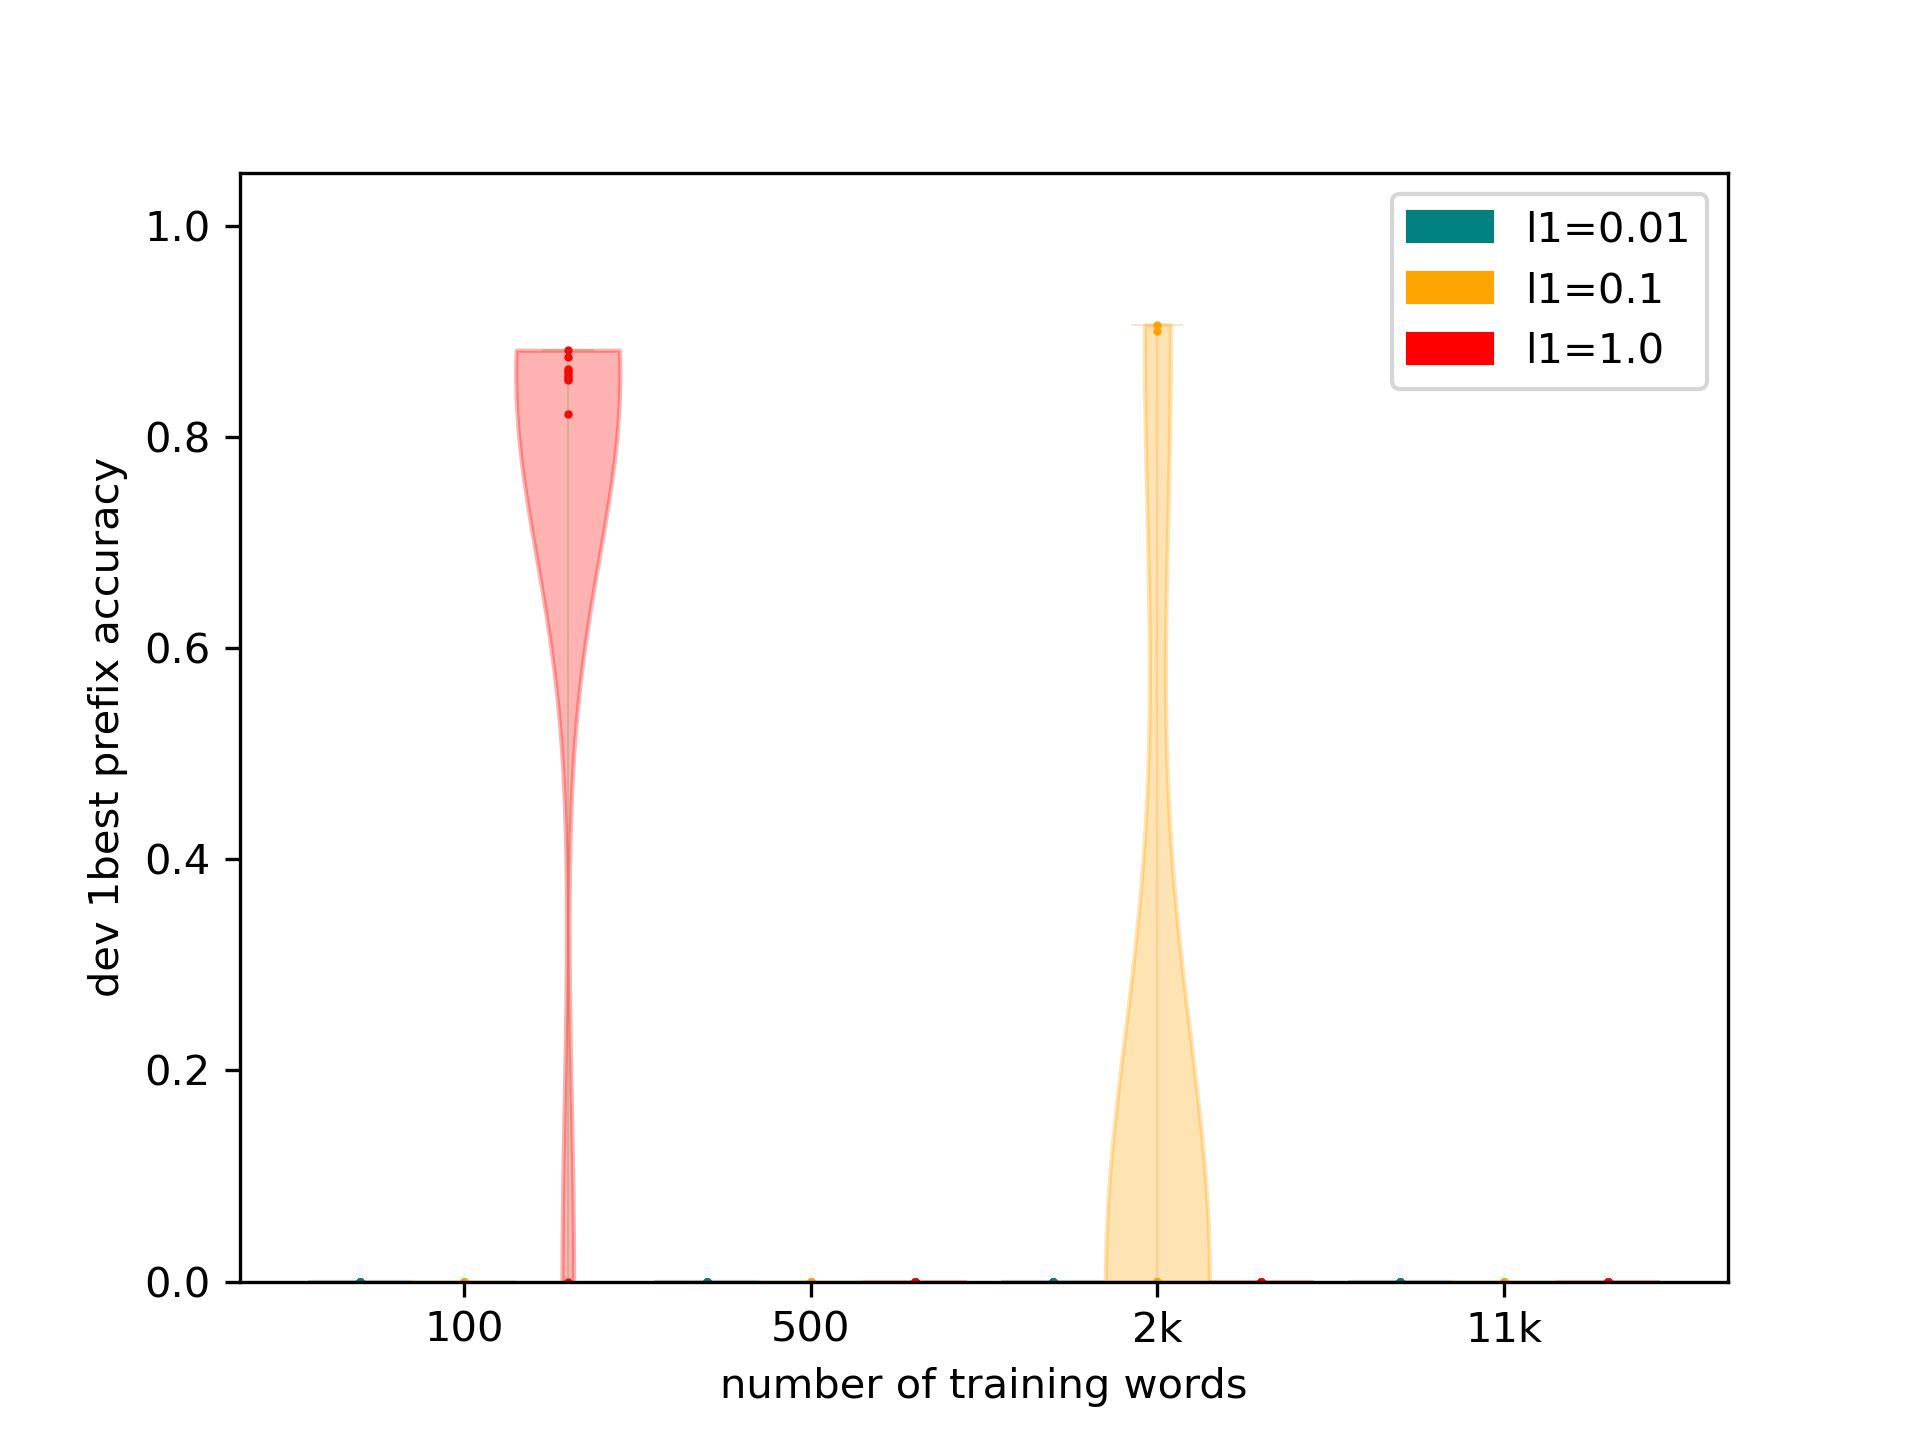 1.0
0.8
0.6
0.4
0.2
0.0
dev 1best prefix accuracy
l1=0.01
l1=0.1
l1=1.0
100 500 2k 11k
number of training words